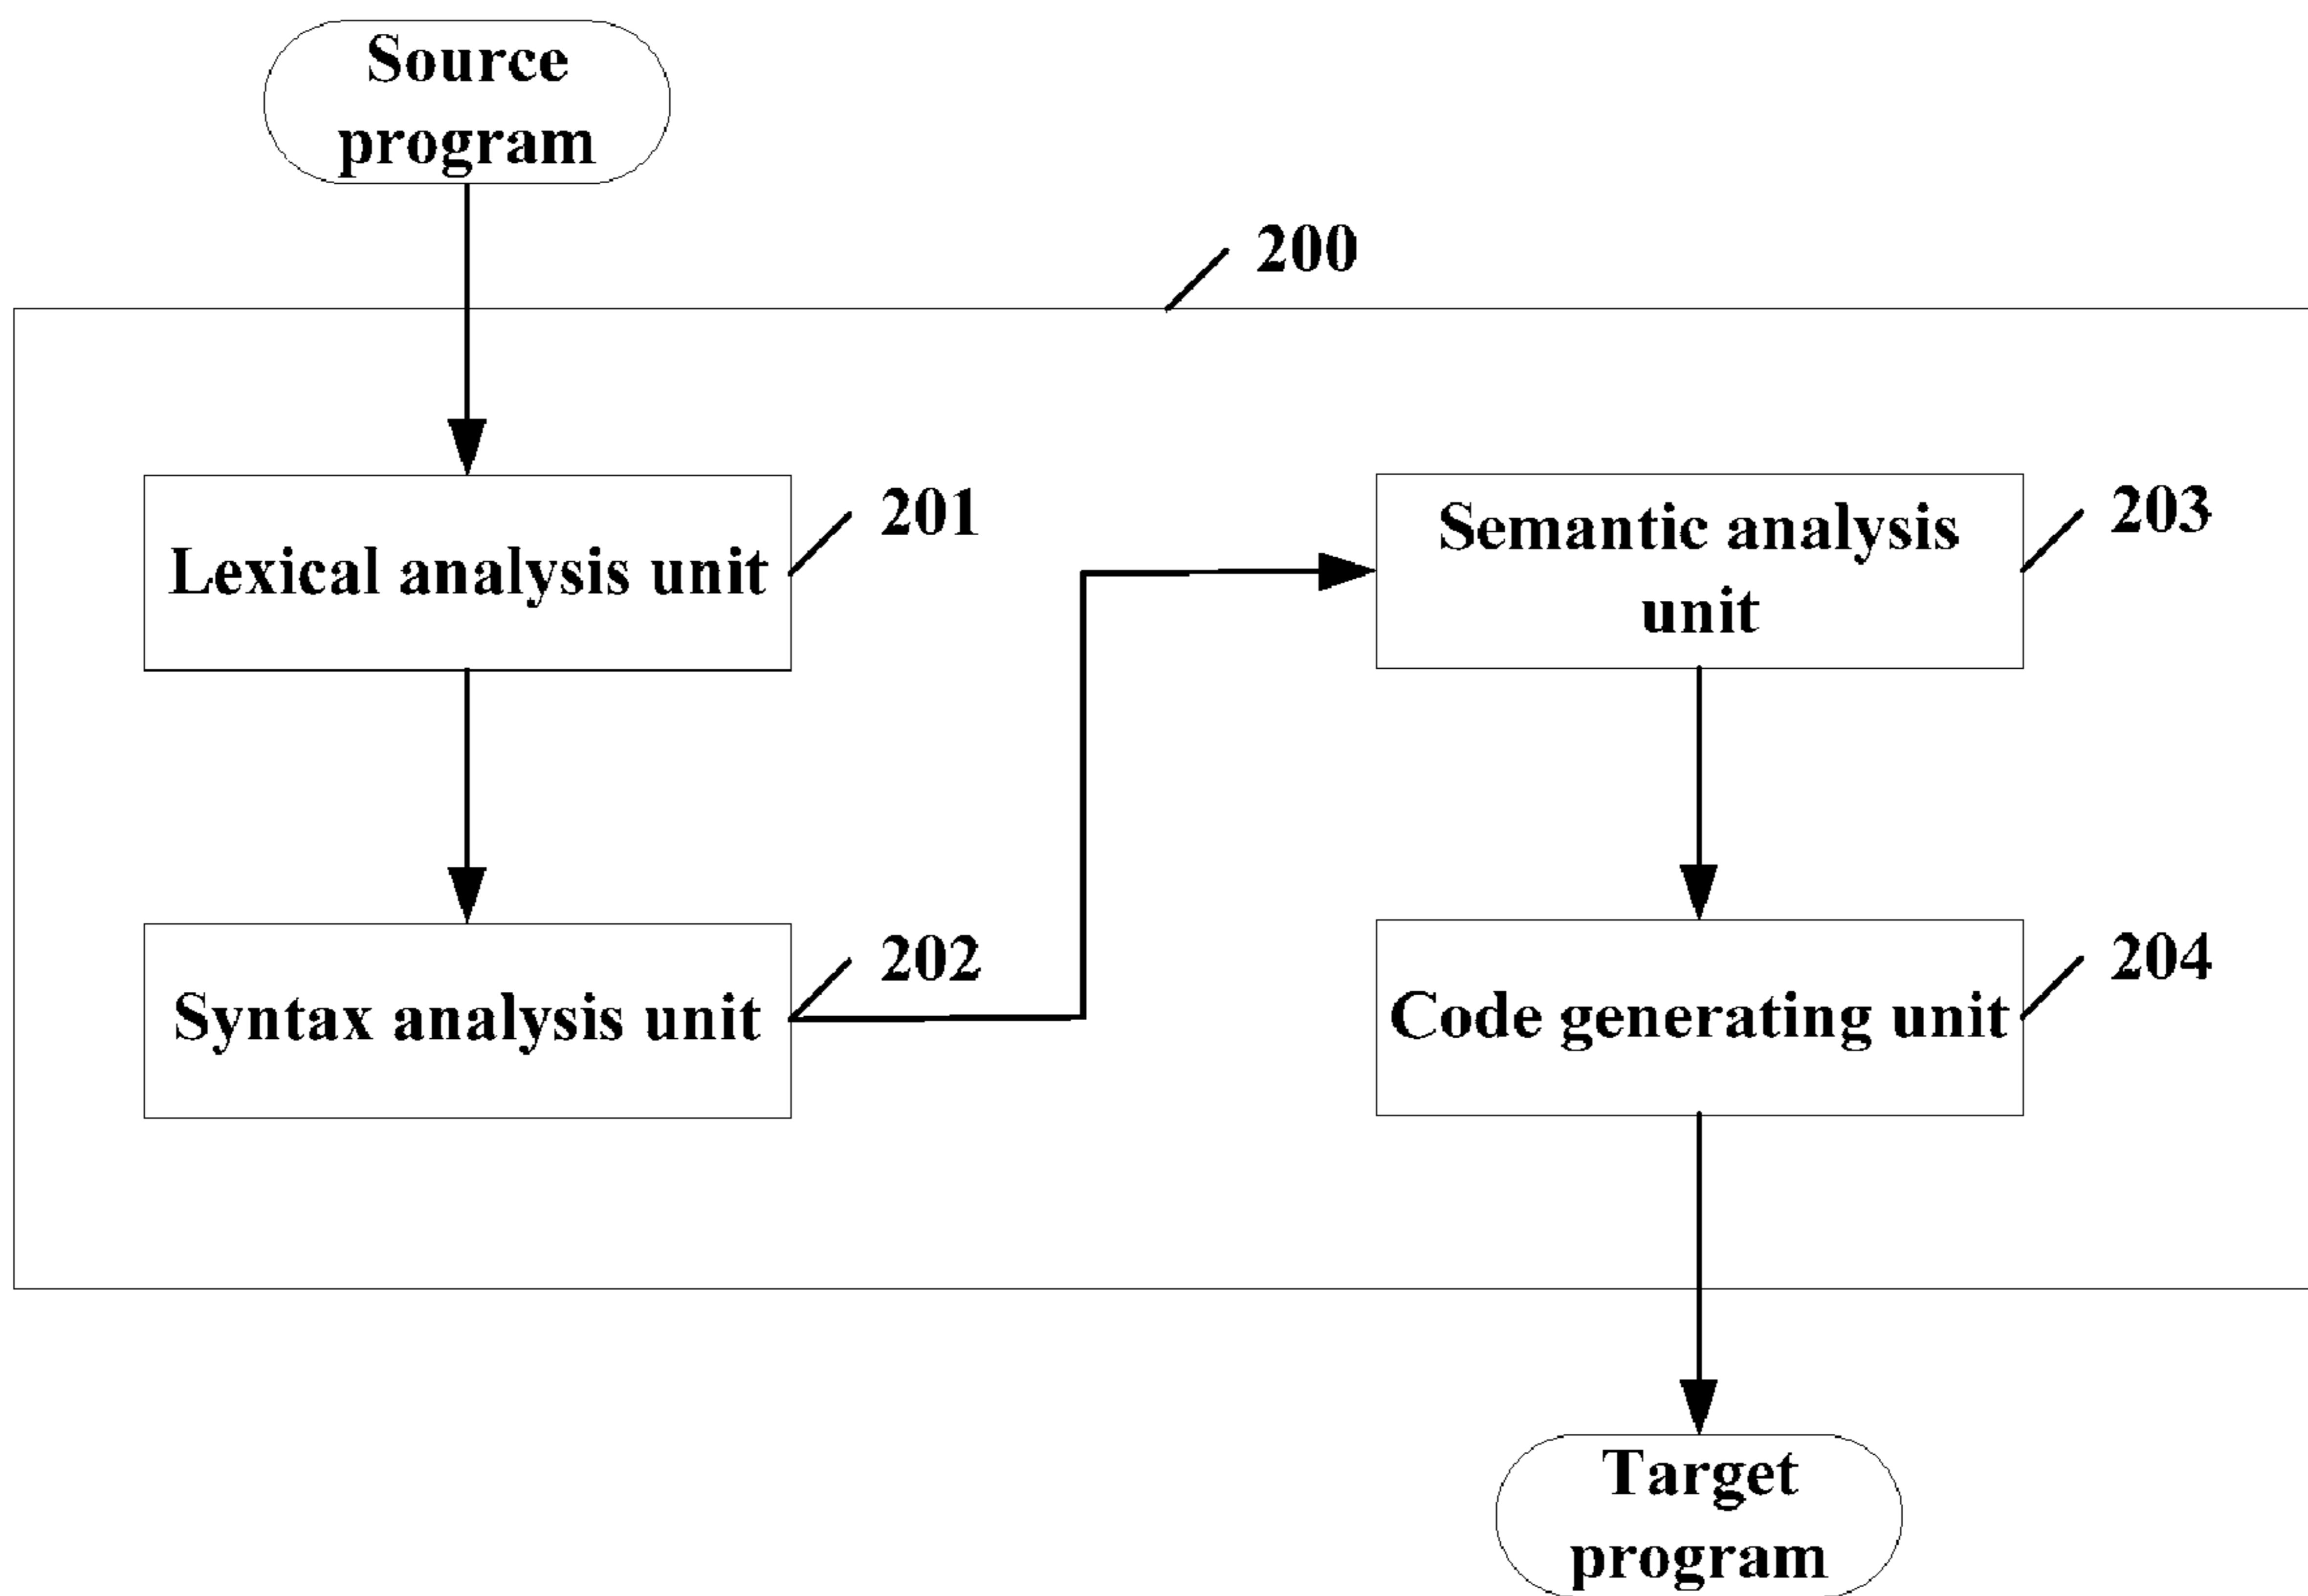 Source
program
200
Lexical analysis unit
201
Semantic analysis
unit
203
Syntax analysis unit
202
Code generating unit
204
Target
program